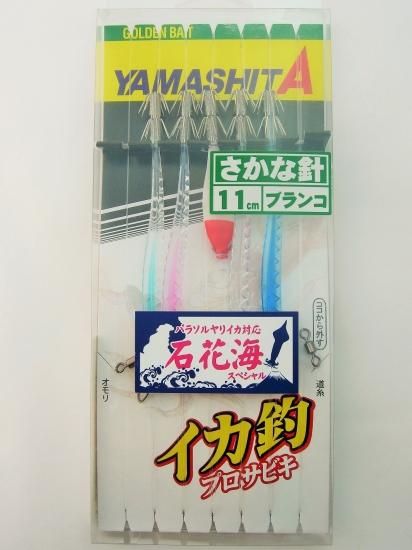 GOLDEN BAIT
YAMASHITA
さかな針
11cm ブランコ
パラソルヤリイカ対応
石花海
スペシャル
ココから外す
オモリ
道糸
イカ釣
プロサビキ